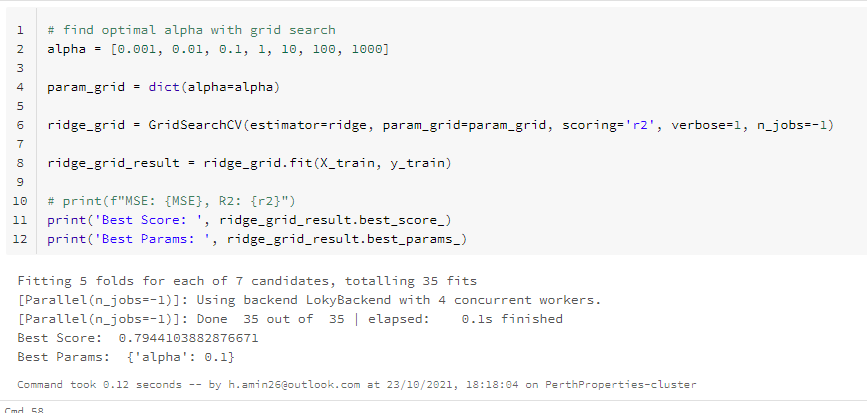 1 # find optimal alpha with grid search
2 alpha = [0.001, 0.01, 0.1, 1, 10, 100, 1000]
3
4 param_grid = dict(alpha=alpha)
5
6 ridge_grid = GridSearchCV(estimator=ridge, param_grid=param_grid, scoring='r2', verbose=1, n_jobs=-1)
7
8 ridge_grid_result = ridge_grid.fit(X_train, y_train)
9
10 # print(f"MSE: {MSE}, R2: {r2}")
11 print('Best Score: ', ridge_grid_result.best_score_)
12 print('Best Params: ', ridge_grid_result.best_params_)
Fitting 5 folds for each of 7 candidates, totalling 35 fits
[Parallel(n_jobs=-1)]: Using backend LokyBackend with 4 concurrent workers.
[Parallel(n_jobs=-1)]: Done  35 out of  35 | elapsed:    0.1s finished
Best Score:  0.7944103882876671
Best Params:  {'alpha': 0.1}
Command took 0.12 seconds -- by h.amin26@outlook.com at 23/10/2021, 18:18:04 on PerthProperties-cluster
Cmd 58